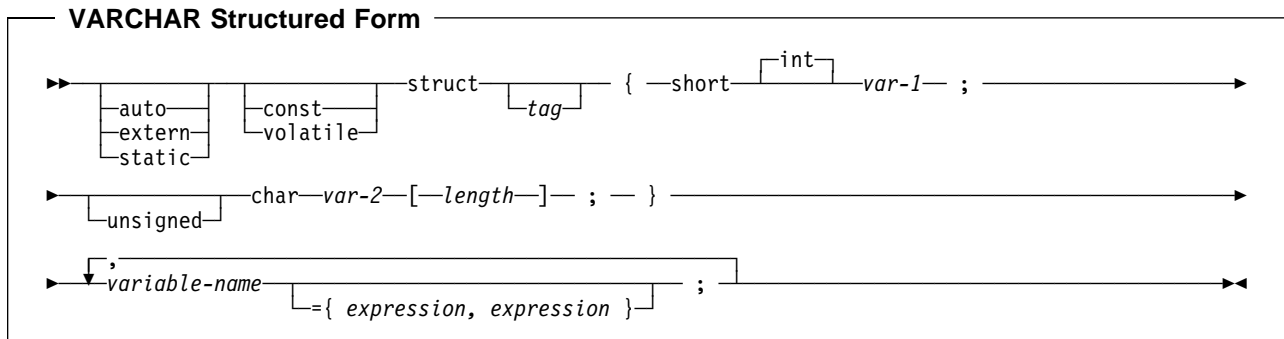 VARCHAR Structured Form
int
struct { short var-1 ;
auto const tag
extern volatile
static
char var-2 [ length ] ; }
unsigned
,
variable-name ;
={ expression, expression }